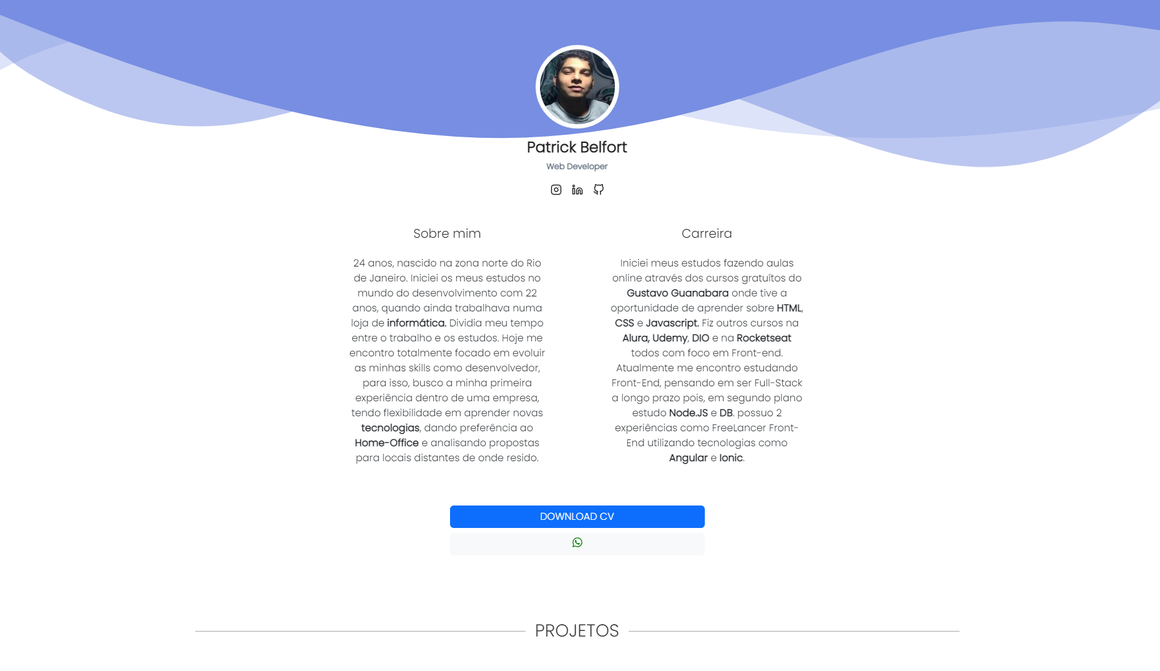 Patrick Belfort
Web Developer
Sobre mim
24 anos, nascido na zona norte do Rio
de Janeiro. Iniciei os meus estudos no
mundo do desenvolvimento com 22
anos, quando ainda trabalhava numa
loja de informática. Dividia meu tempo
entre o trabalho e os estudos. Hoje me
encontro totalmente focado em evoluir
as minhas skills como desenvolvedor,
para isso, busco a minha primeira
experiência dentro de uma empresa,
tendo flexibilidade em aprender novas
tecnologias, dando preferência ao
Home-Office e analisando propostas
para locais distantes de onde resido.
Carreira
Iniciei meus estudos fazendo aulas
online através dos cursos gratuítos do
Gustavo Guanabara onde tive a
oportunidade de aprender sobre HTML,
CSS e Javascript. Fiz outros cursos na
Alura, Udemy, DIO e na Rocketseat
todos com foco em Front-end.
Atualmente me encontro estudando
Front-End, pensando em ser Full-Stack
a longo prazo pois, em segundo plano
estudo Node.JS e DB. possuo 2
experiências como FreeLancer Front-
End utilizando tecnologias como
Angular e Ionic.
DOWNLOAD CV
PROJETOS